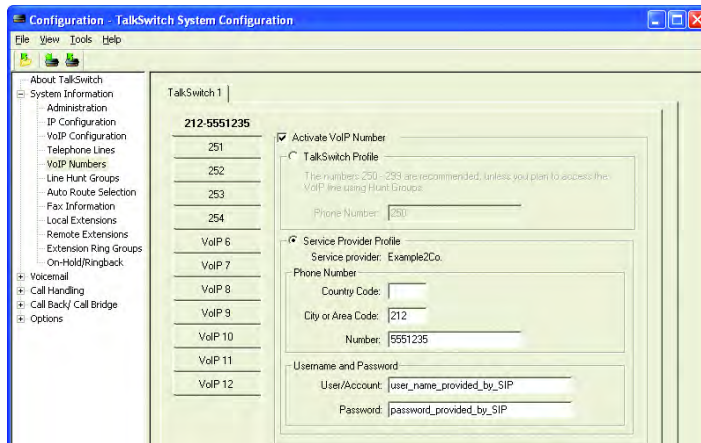 Configuration - TalkSwitch System Configuration
File View Tools Help
About TalkSwitch
System Information
Administration
IP Configuration
VoIP Configuration
Telephone Lines
VoIP Numbers
Line Hunt Groups
Auto Route Selection
Fax Information
Local Extensions
Remote Extensions
Extension Ring Groups
On-Hold/Ringback
Voicemail
Call Handling
Call Back/ Call Bridge
Options
TalkSwitch 1
212-5551235
251
252
253
254
VoIP 6
VoIP 7
VoIP 8
VoIP 9
VoIP 10
VoIP 11
VoIP 12
Activate VoIP Number
TalkSwitch Profile
The numbers 250 - 299 are recommended, unless you plan to access the
VoIP line using Hunt Groups.
Phone Number: 250
Service Provider Profile
Service provider: Example2Co.
Phone Number
Country Code:
City or Area Code: 212
Number: 5551235
Username and Password
User/Account: user_name_provided_by_SIP
Password: password_provided_by_SIP